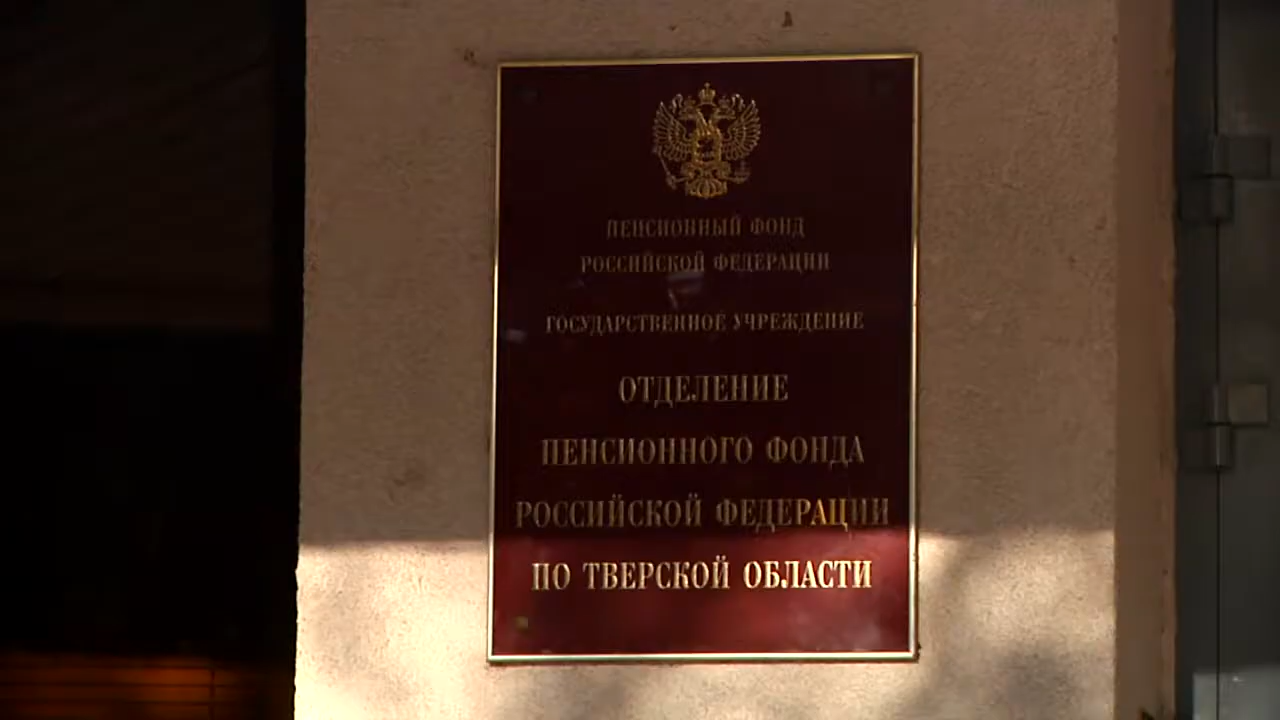 ПЕНСИОННЫЙ ФОНД
РОССИЙСКОЙ ФЕДЕРАЦИИ
ГОСУДАРСТВЕННОЕ УЧРЕЖДЕНИЕ
ОТДЕЛЕНИЕ
ПЕНСИОННОГО ФОНДА
РОССИЙСКОЙ ФЕДЕРАЦИИ
ПО ТВЕРСКОЙ ОБЛАСТИ